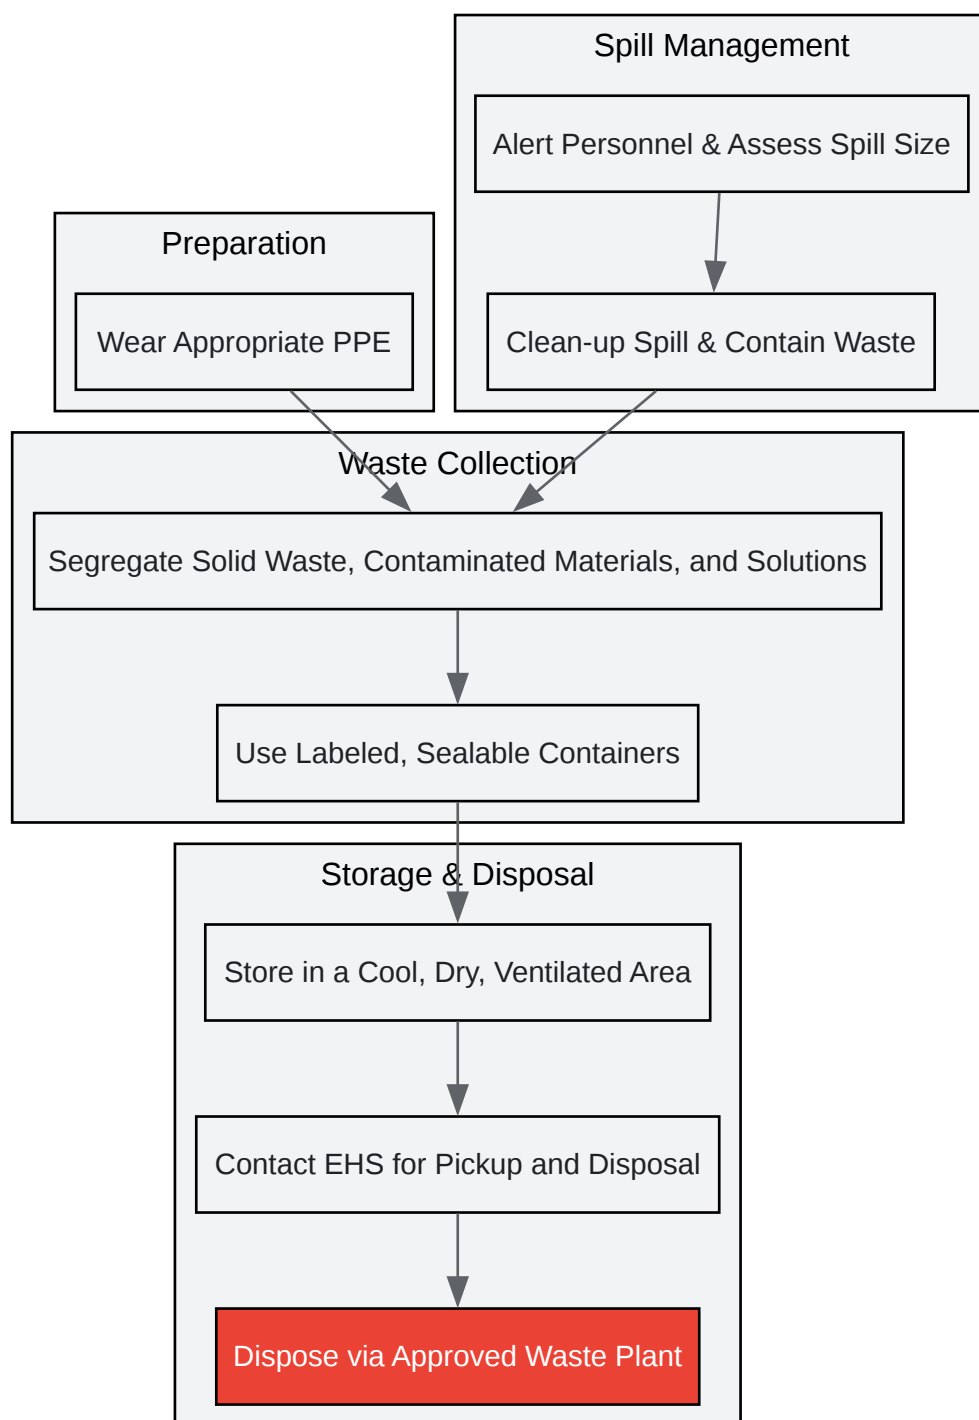 Spill Management
Alert Personnel & Assess Spill Size
Preparation
Wear Appropriate PPE
Clean-up Spill & Contain Waste
Waste Collection
Segregate Solid Waste, Contaminated Materials, and Solutions
Use Labeled, Sealable Containers
Storage & Disposal
Store in a Cool, Dry, Ventilated Area
Contact EHS for Pickup and Disposal
Dispose via Approved Waste Plant